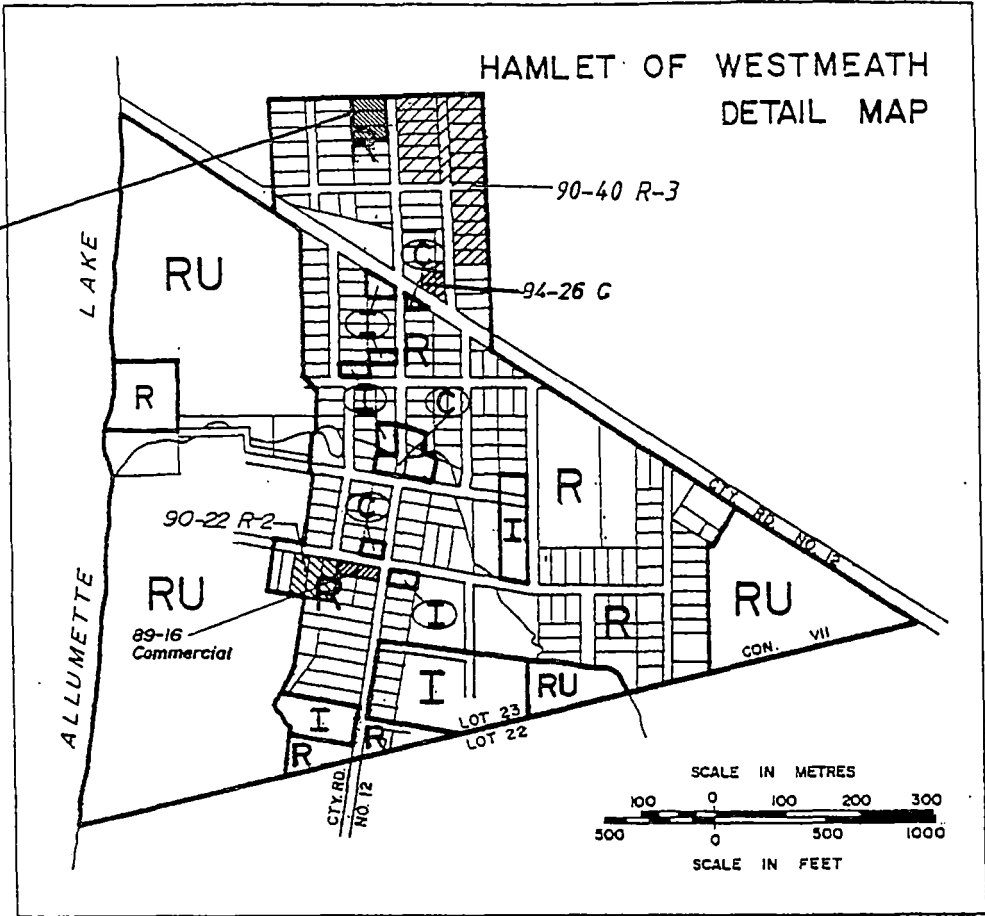 HAMLET OF WESTMEATH
DETAIL MAP
90-40 R-3
C
94-26 C
LAKE
RU
I
R
R
I
C
R
CTY. RD. NO. 12
C
I
90-22 R-2
ALLUMETTE
RU
R
89-16
Commercial
I
R
RU
CON. VII
I
RU
I
LOT 23
LOT 22
R
R
CTY. RD.
NO. 12
SCALE IN METRES
100 0 100 200 300
500 0 500 1000
SCALE IN FEET